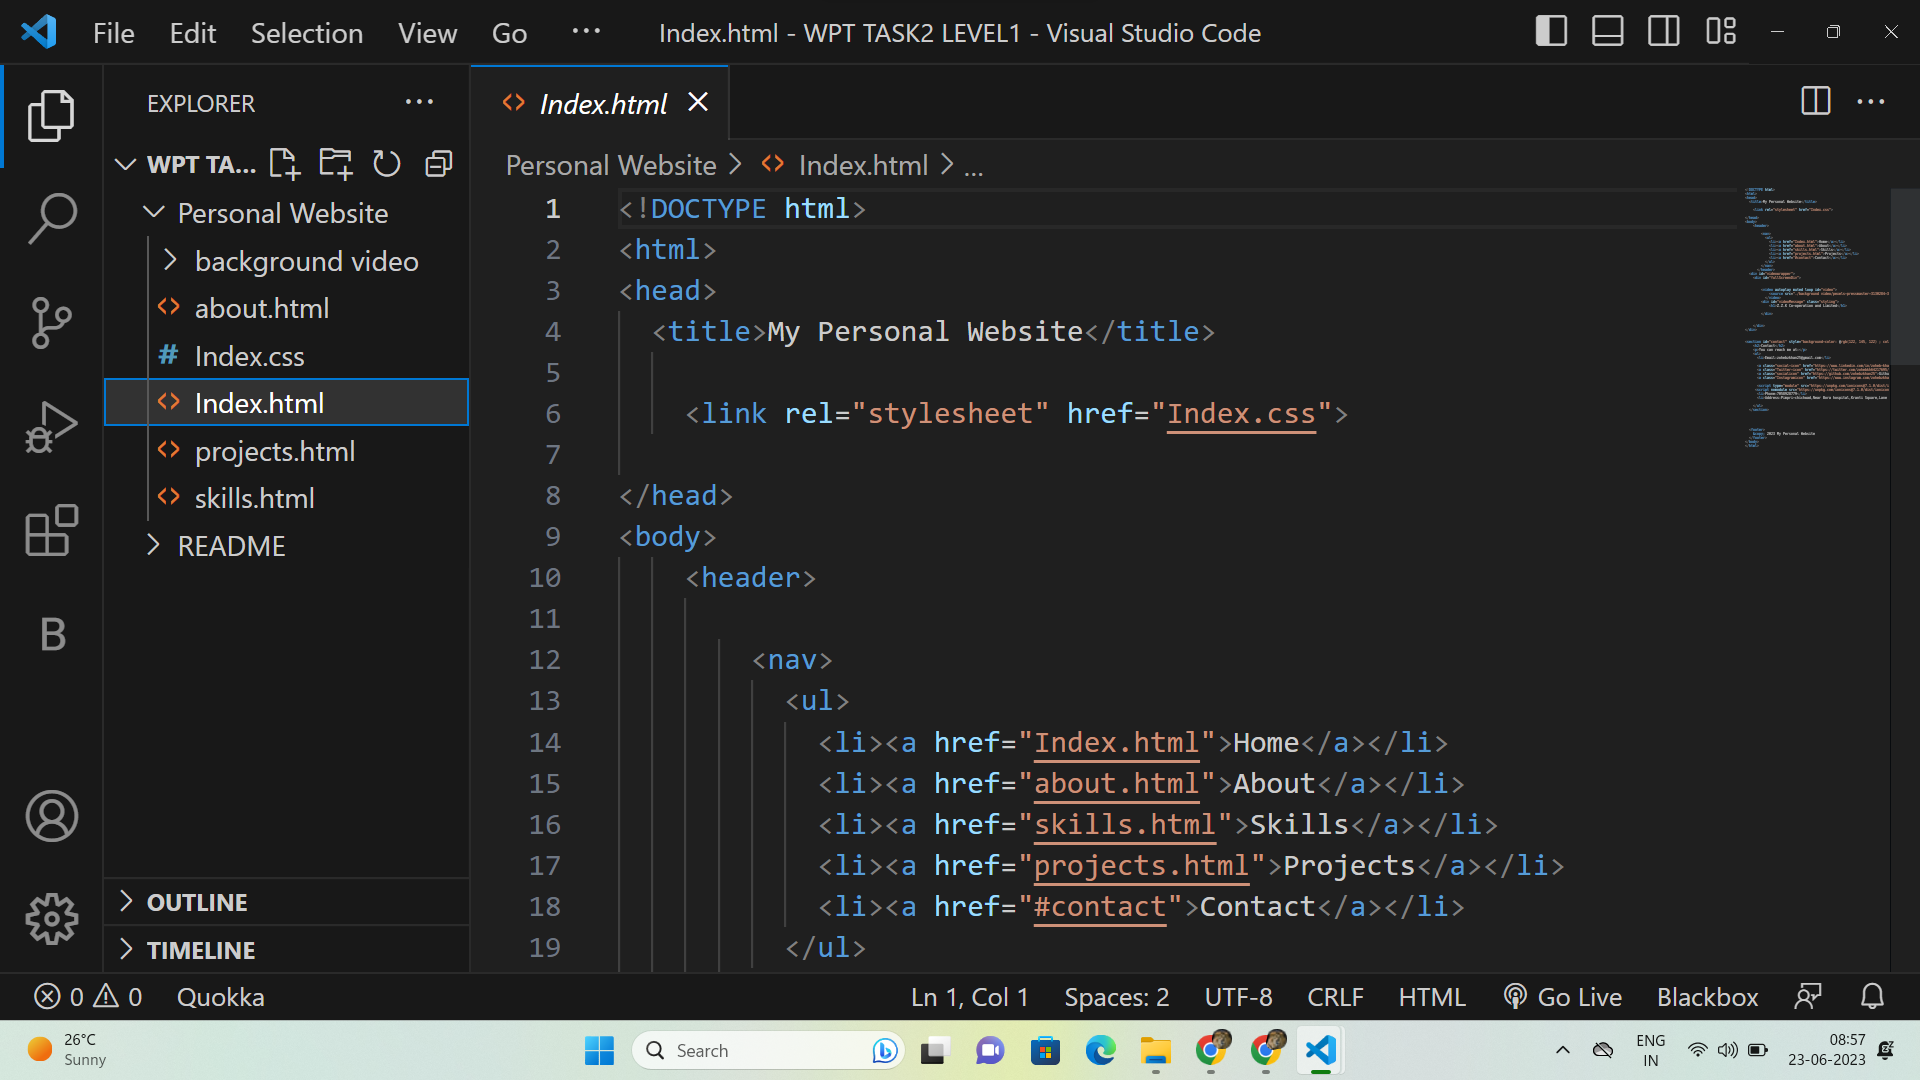 File Edit Selection View Go ··· Index.html - WPT TASK2 LEVEL1 - Visual Studio Code
EXPLORER
WPT TA...
Personal Website
background video
about.html
# Index.css
Index.html
projects.html
skills.html
README
OUTLINE
TIMELINE
B
Index.html
Personal Website > Index.html > ...
1 <!DOCTYPE html>
2 <html>
3 <head>
4 <title>My Personal Website</title>
5
6 <link rel="stylesheet" href="Index.css">
7
8 </head>
9 <body>
10 <header>
11
12 <nav>
13 <ul>
14 <li><a href="Index.html">Home</a></li>
15 <li><a href="about.html">About</a></li>
16 <li><a href="skills.html">Skills</a></li>
17 <li><a href="projects.html">Projects</a></li>
18 <li><a href="#contact">Contact</a></li>
19 </ul>
0 0 Quokka Ln 1, Col 1 Spaces: 2 UTF-8 CRLF HTML Go Live Blackbox
26°C
Sunny
Search
ENG
IN
08:57
23-06-2023